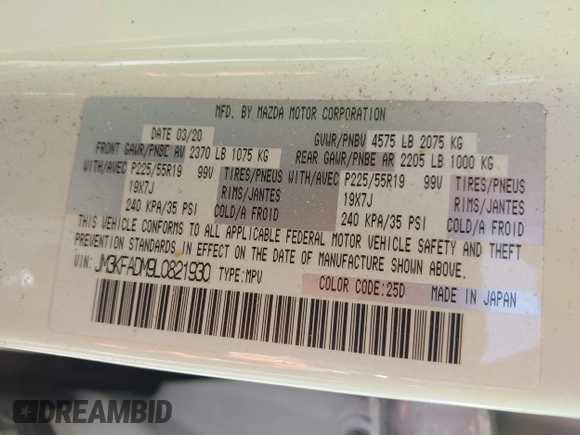 MFD. BY MAZDA MOTOR CORPORATION
DATE 03/20 GVWR/PNBV 4575 LB 2075 KG
FRONT GAWR/PNBE AV 2370 LB 1075 KG REAR GAWR/PNBE AR 2205 LB 1000 KG
WITH/AVEC P225/55R19 99V TIRES/PNEUS WITH/AVEC P225/55R19 99V TIRES/PNEUS
19X7J RIMS/JANTES 19X7J RIMS/JANTES
240 KPA/35 PSI COLD/A FROID 240 KPA/35 PSI COLD/A FROID
THIS VEHICLE CONFORMS TO ALL APPLICABLE FEDERAL MOTOR VEHICLE SAFETY AND THEFT
PREVENTION STANDARDS IN EFFECT ON THE DATE OF MANUFACTURE SHOWN ABOVE.
VIN: JM3KFADM9L0821930 TYPE:MPV
COLOR CODE:25D MADE IN JAPAN
DREAMBID